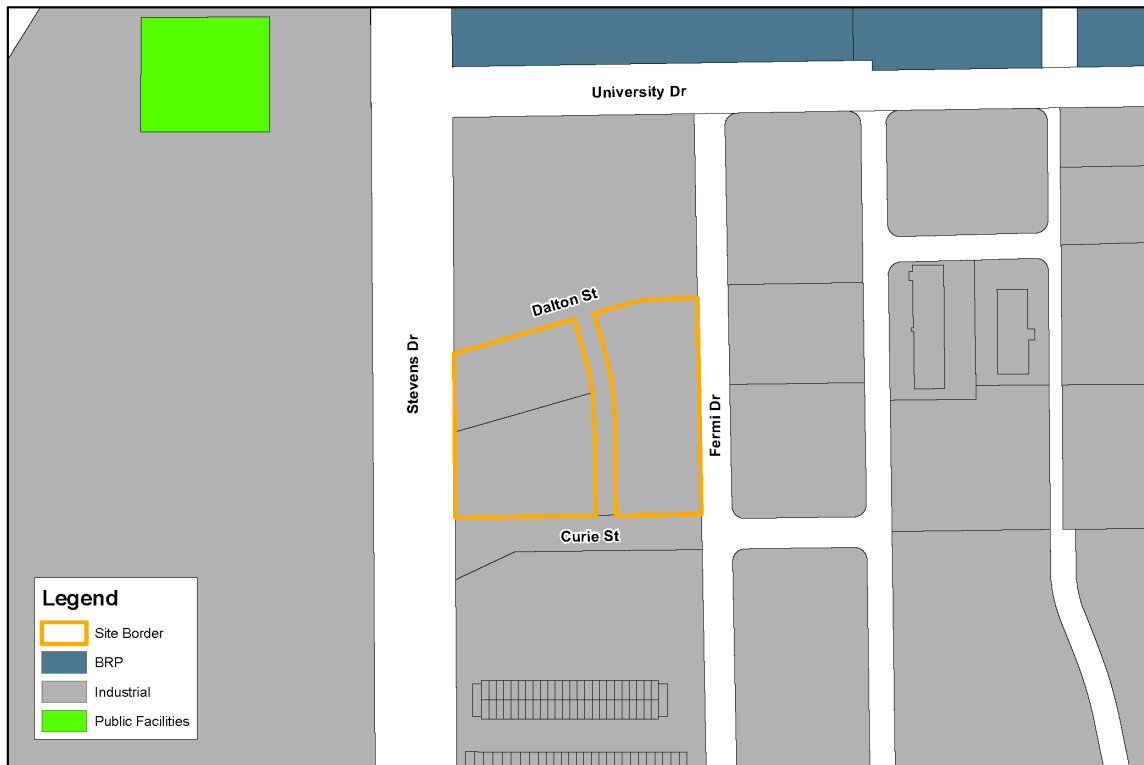 University Dr
Dalton St
Stevens Dr
Fermi Dr
Curie St
Legend
Site Border
BRP
Industrial
Public Facilities